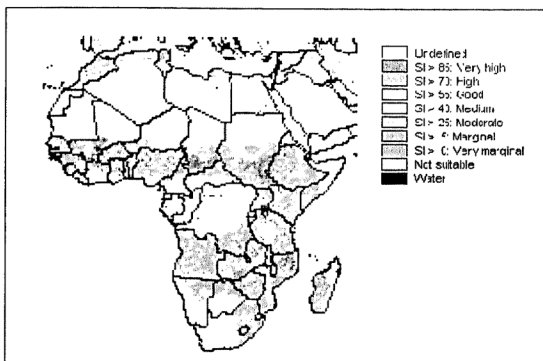 Undefined
SI > 85: Very high
SI > 70: High
SI > 55: Good
SI > 40: Medium
SI > 25: Moderate
SI > 5: Marginal
SI > 0: Very marginal
Not suitable
Water